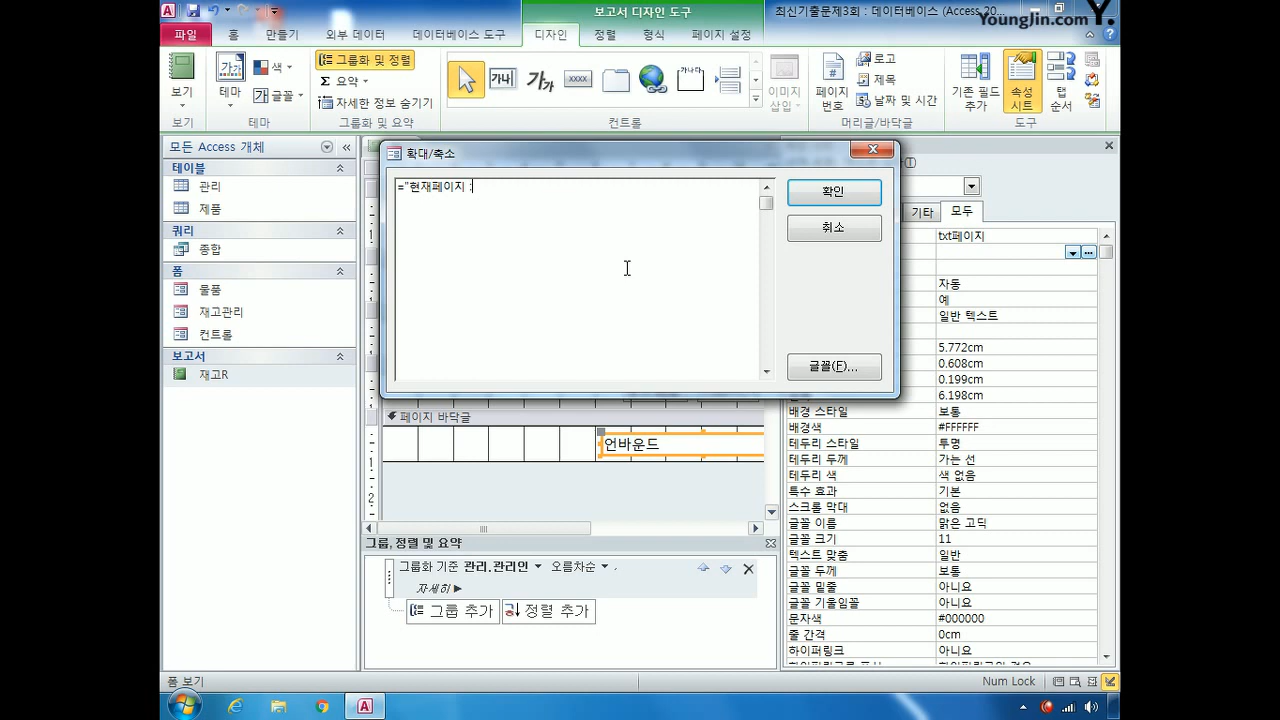 보고서 디자인 도구
최신기출문제3회 : 데이터베이스 (Access 20...
YoungJin.com Y.
파일
홈
만들기
외부 데이터
데이터베이스 도구
디자인
정렬
형식
페이지 설정
보기
테마
색
글꼴
그룹화 및 정렬
Σ 요약
자세한 정보 숨기기
가나
가가
xxxx
가나다
이미지
삽입
페이지
번호
로고
제목
날짜 및 시간
기존 필드
추가
속성
시트
탭
순서
보기
테마
그룹화 및 요약
컨트롤
머리글/바닥글
도구
모든 Access 개체
테이블
관리
제품
쿼리
종합
폼
물품
재고관리
컨트롤
보고서
재고R
확대/축소
="현재페이지 :
확인
취소
글꼴(F)...
기타
모두
txt페이지
자동
예
일반 텍스트
5.772cm
0.608cm
0.199cm
6.198cm
배경 스타일 보통
배경색 #FFFFFF
테두리 스타일 투명
테두리 두께 가는 선
테두리 색 색 없음
특수 효과 기본
스크롤 막대 없음
글꼴 이름 맑은 고딕
글꼴 크기 11
텍스트 맞춤 일반
글꼴 두께 보통
글꼴 밑줄 아니요
글꼴 기울임꼴 아니요
문자색 #000000
줄 간격 0cm
하이퍼링크 아니요
페이지 바닥글
언바운드
1
2
그룹, 정렬 및 요약
그룹화 기준 관리.관리인 오름차순 ,
자세히
그룹 추가
정렬 추가
폼 보기
Num Lock